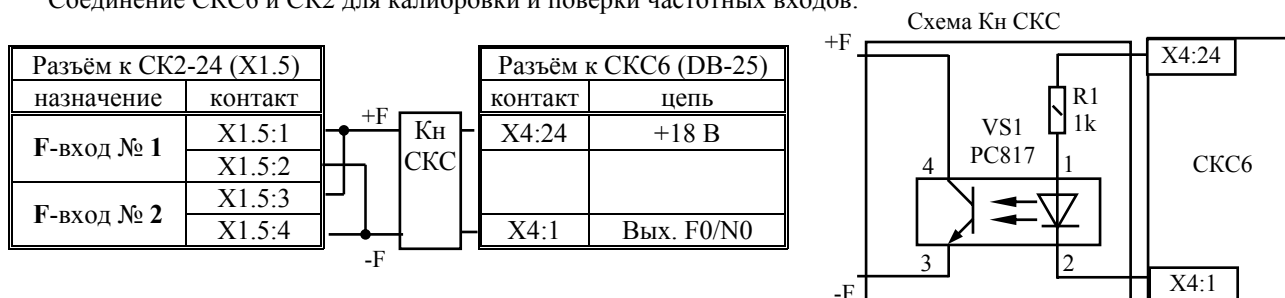 Соединение СКС6 и СК2 для калибровки и поверки частотных входов.
Схема Кн СКС
Разъём к СК2-24 (X1.5)
назначение контакт
F-вход № 1 X1.5:1
X1.5:2
F-вход № 2 X1.5:3
X1.5:4
+F
Кн
СКС
-F
Разъём к СКС6 (DB-25)
контакт цепь
X4:24 +18 В
X4:1 Вых. F0/N0
+F
X4:24
R1
1k
VS1
PC817
СКС6
4 1
3 2
-F
X4:1